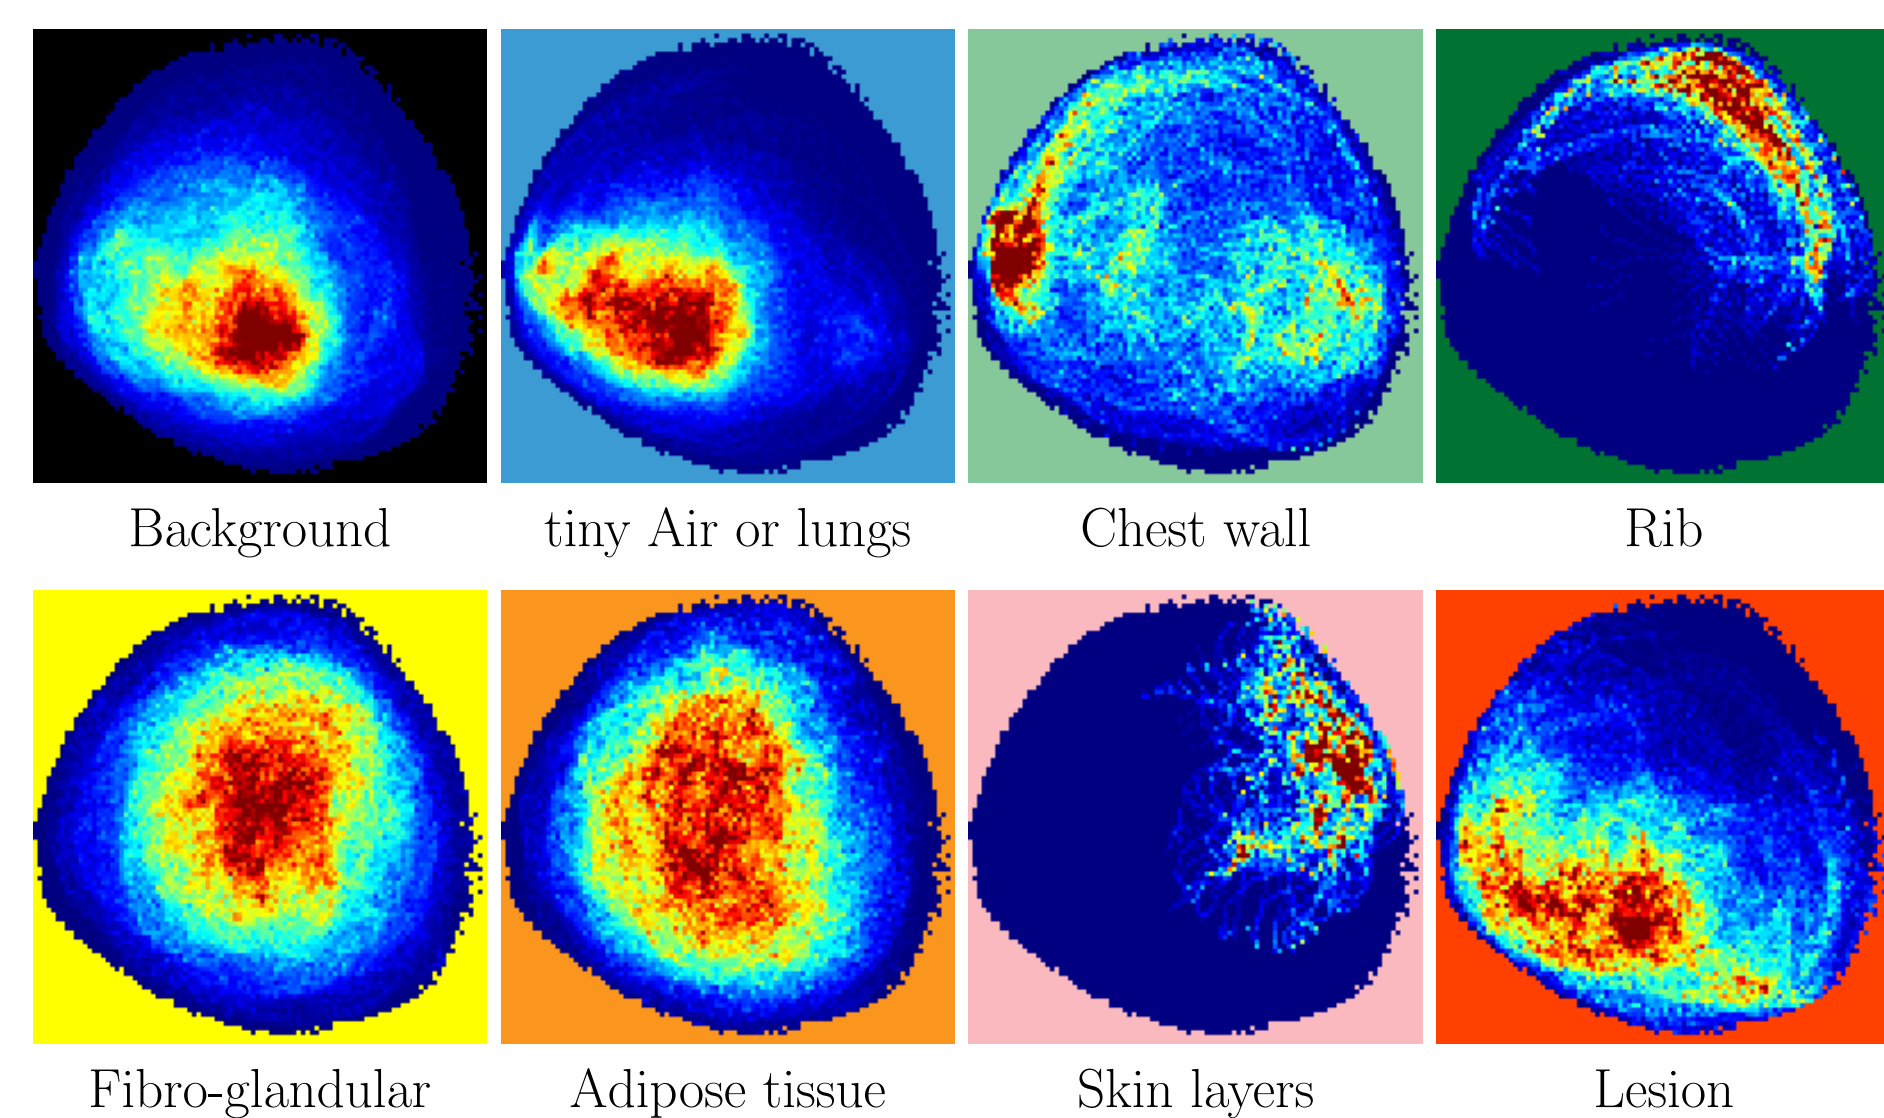 Background
tiny Air or lungs
Chest wall
Rib
Fibro-glandular
Adipose tissue
Skin layers
Lesion